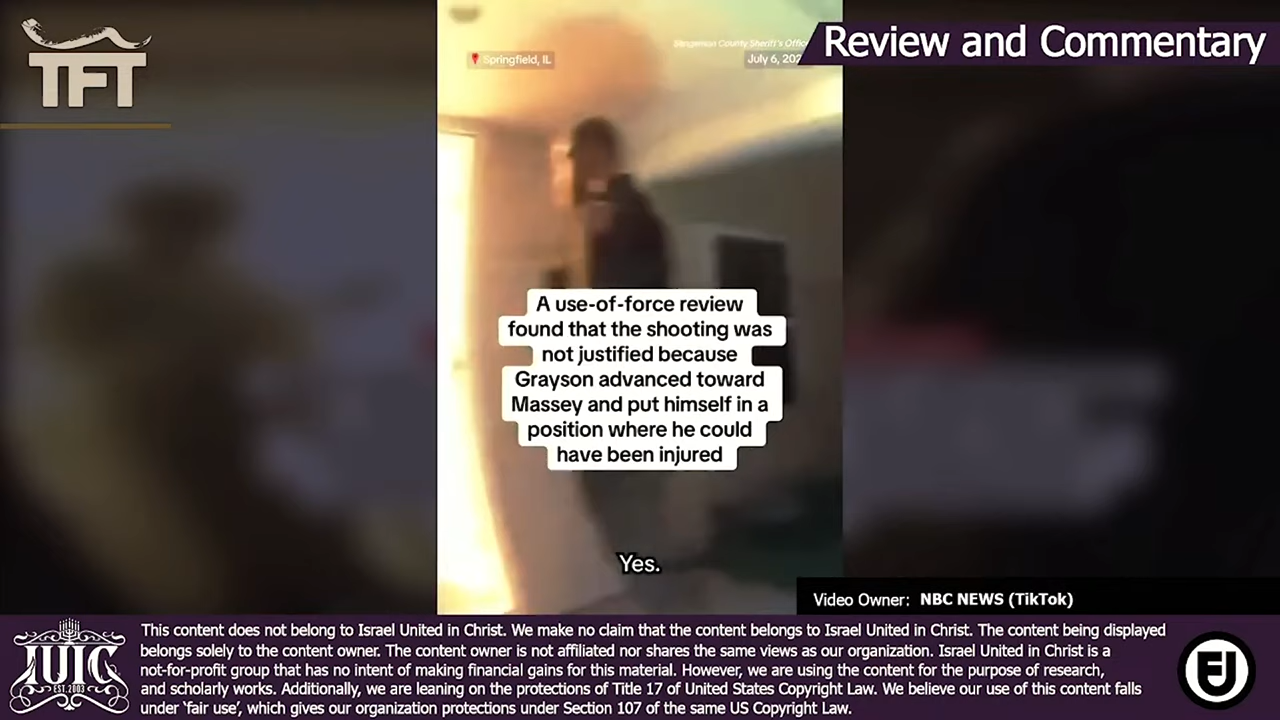 TFT
Review and Commentary
Sangamon County Sheriff's Offic
Springfield, IL
July 6, 202
A use-of-force review
found that the shooting was
not justified because
Grayson advanced toward
Massey and put himself in a
position where he could
have been injured
Yes.
Video Owner: NBC NEWS (TikTok)
IUIC
EST. 2003
This content does not belong to Israel United in Christ. We make no claim that the content belongs to Israel United in Christ. The content being displayed
belongs solely to the content owner. The content owner is not affiliated nor shares the same views as our organization. Israel United in Christ is a
not-for-profit group that has no intent of making financial gains for this material. However, we are using the content for the purpose of research,
and scholarly works. Additionally, we are leaning on the protections of Title 17 of United States Copyright Law. We believe our use of this content falls
under ‘fair use’, which gives our organization protections under Section 107 of the same US Copyright Law.